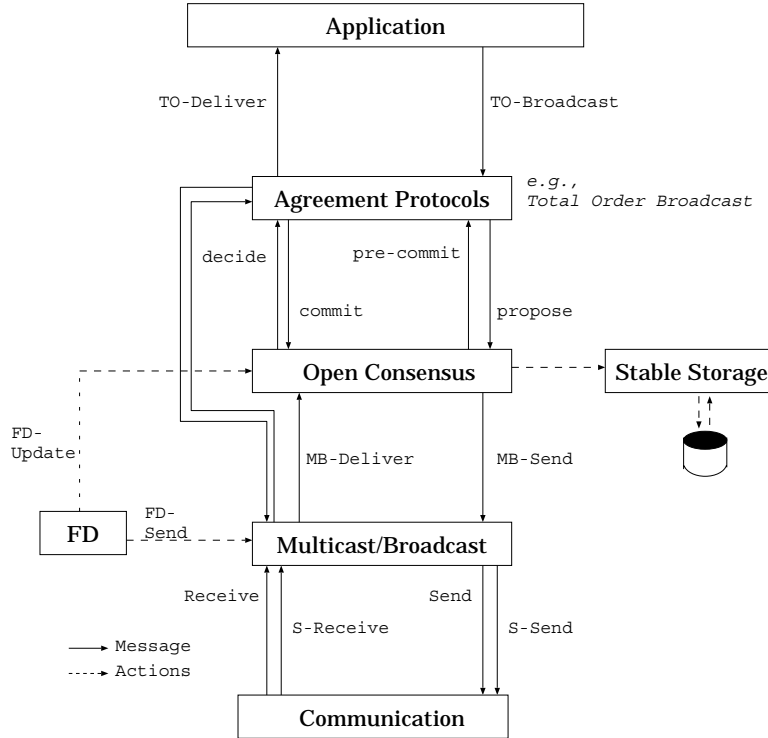 Application
TO-Deliver
TO-Broadcast
e.g.,
Agreement Protocols
Total Order Broadcast
decide
pre-commit
commit
propose
Open Consensus
Stable Storage
FD-
Update
MB-Deliver
MB-Send
FD-
Send
FD
Multicast/Broadcast
Receive
Send
S-Receive
S-Send
Message
Actions
Communication